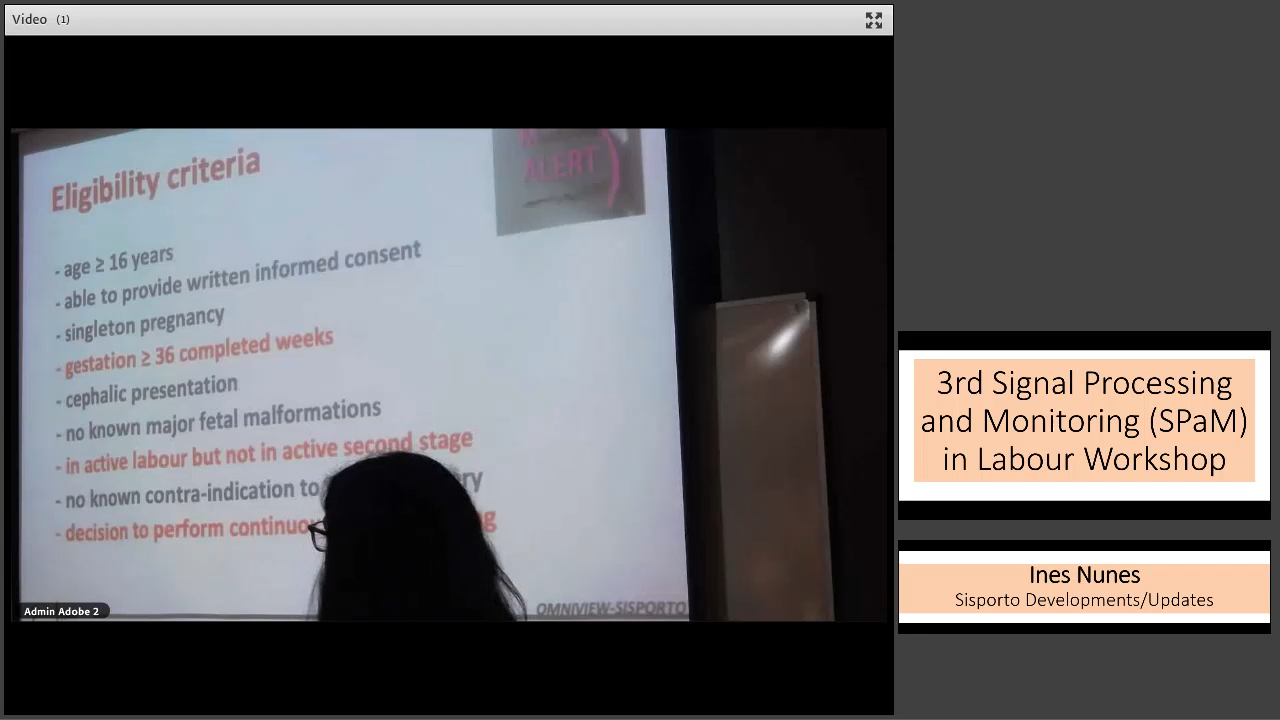 Video (1)
Eligibility criteria
ALERT)
- age ≥ 16 years
- able to provide written informed consent
- singleton pregnancy
- gestation ≥ 36 completed weeks
- cephalic presentation
- no known major fetal malformations
- in active labour but not in active second stage
- no known contra-indication to
- decision to perform
OMNIVIEW-SISPORTO
Admin Adobe 2
3rd Signal Processing
and Monitoring (SPaM)
in Labour Workshop
Ines Nunes
Sisporto Developments/Updates